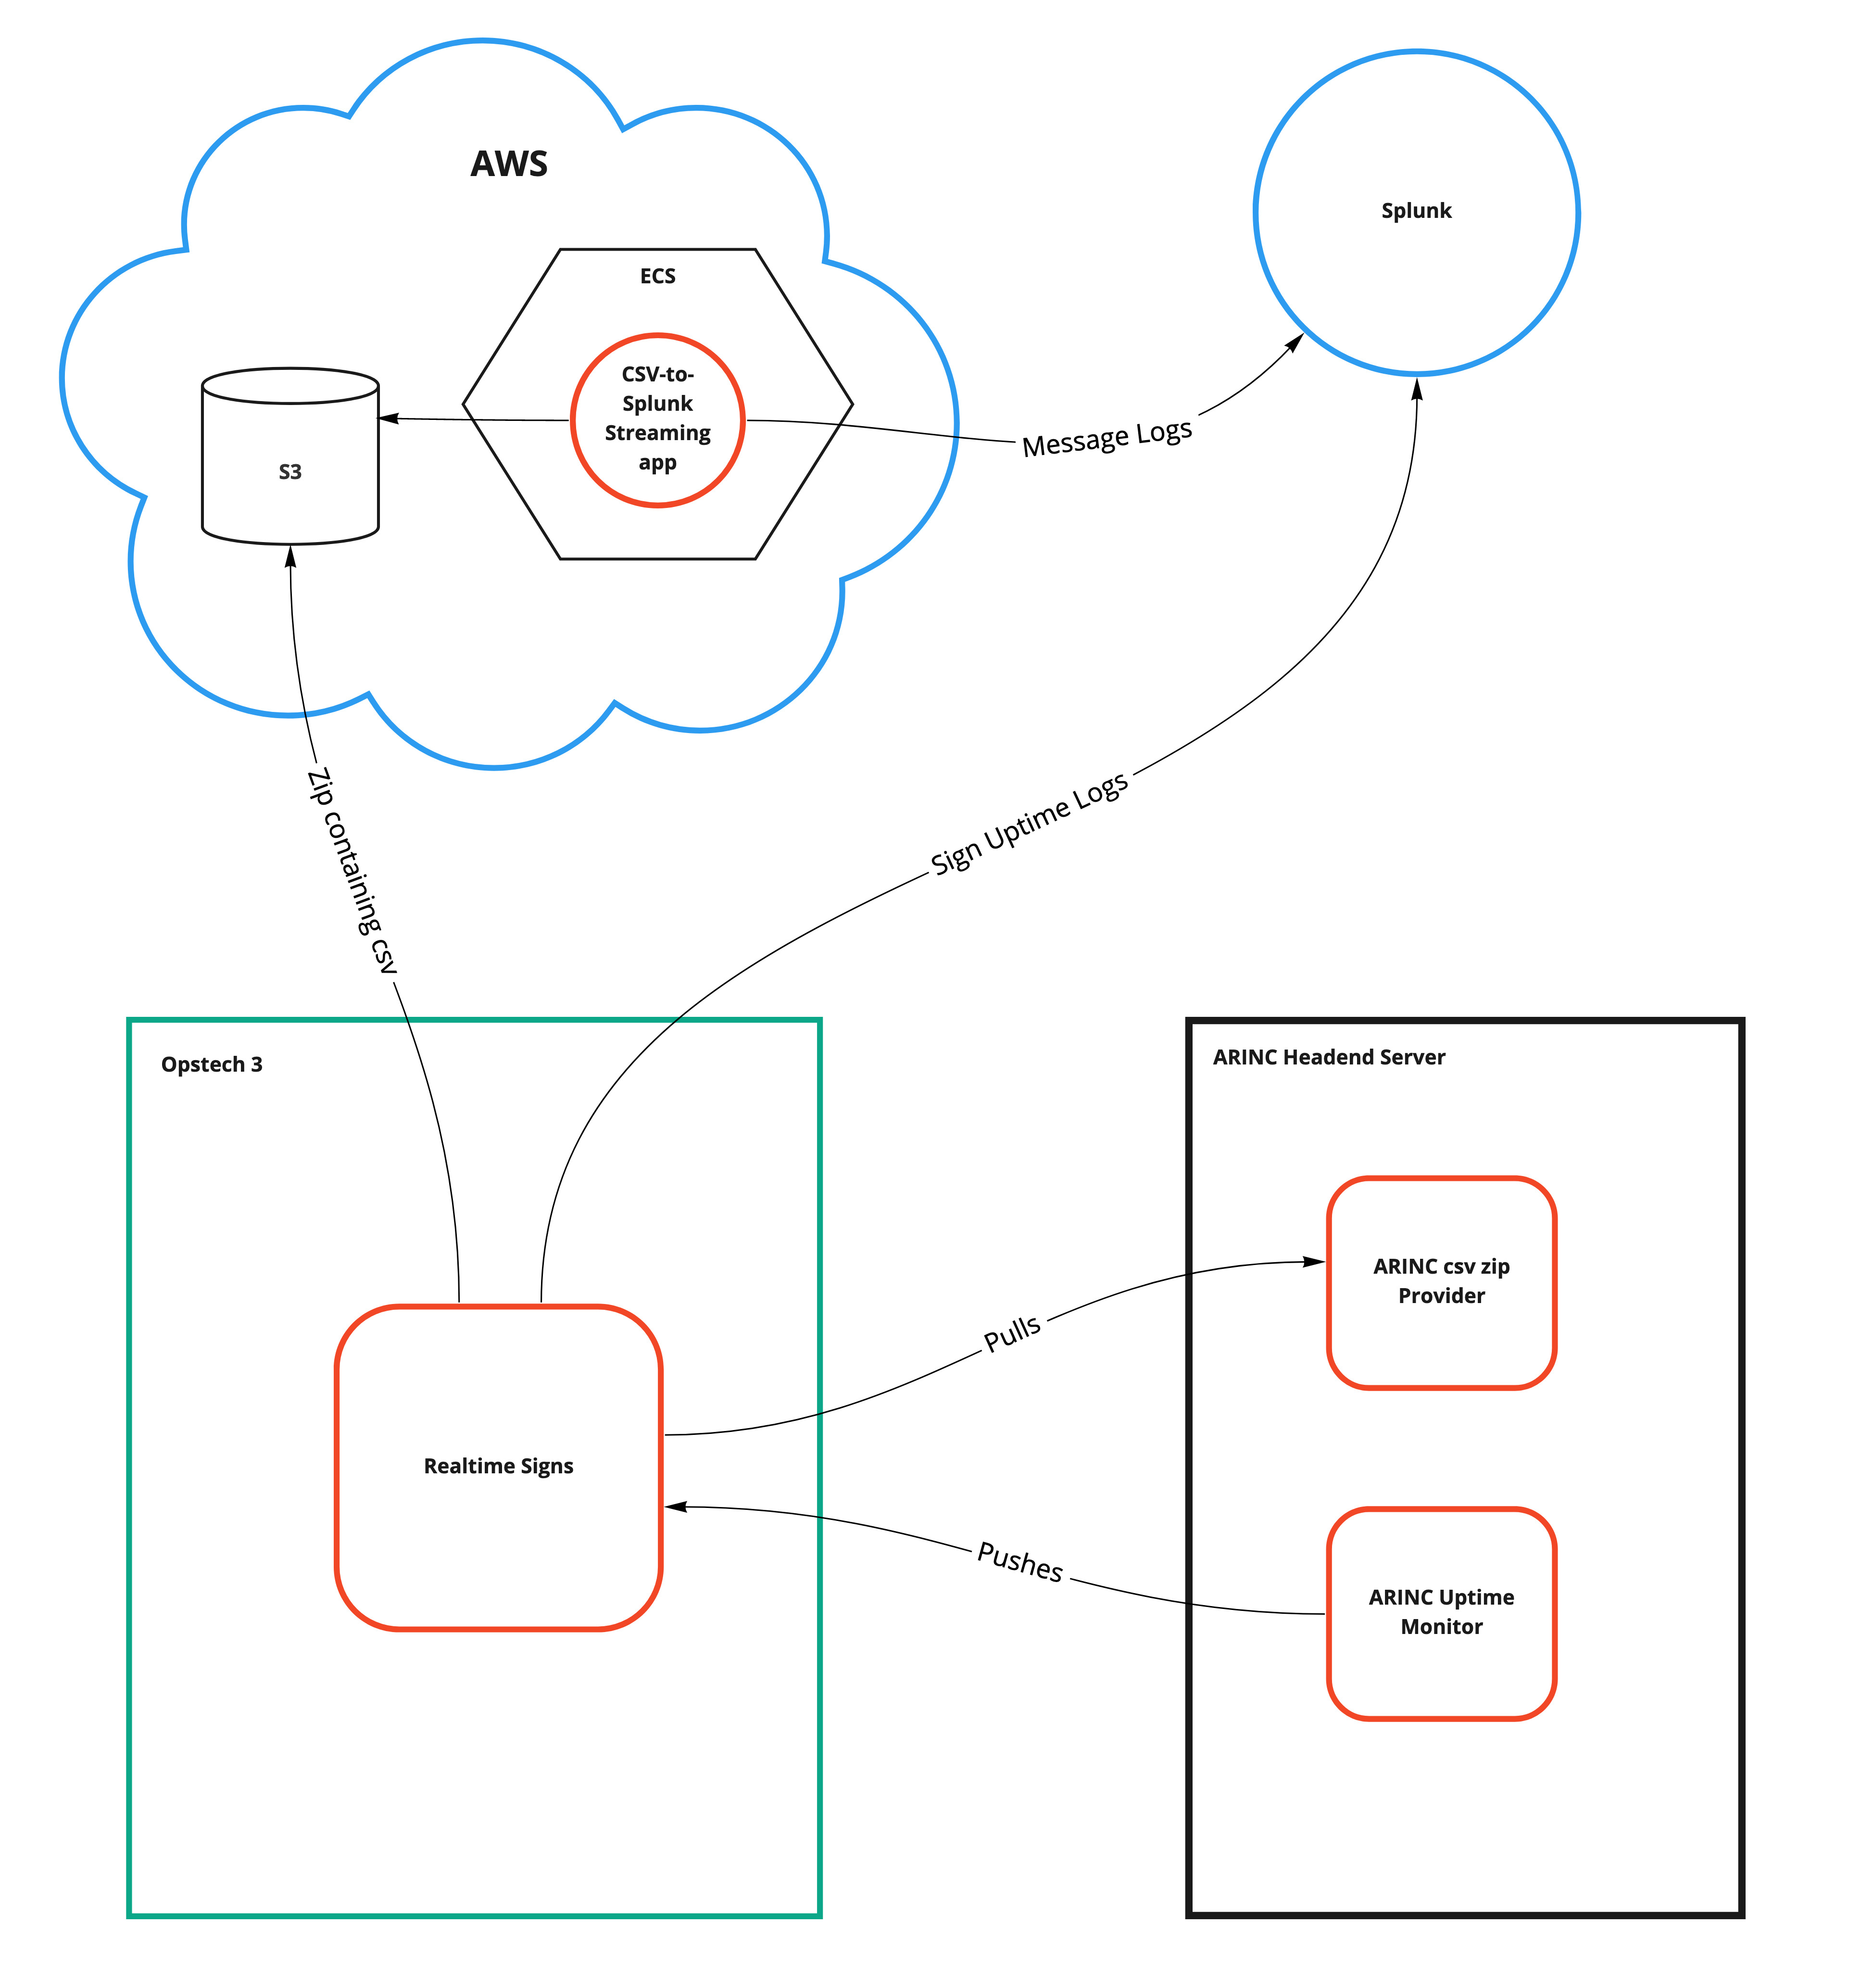 AWS
Splunk
ECS
CSV-to-
Splunk
Streaming
app
S3
Message Logs
Zip containing csv
Sign Uptime Logs
Opstech 3
ARINC Headend Server
ARINC csv zip
Provider
Pulls
Realtime Signs
Pushes
ARINC Uptime
Monitor